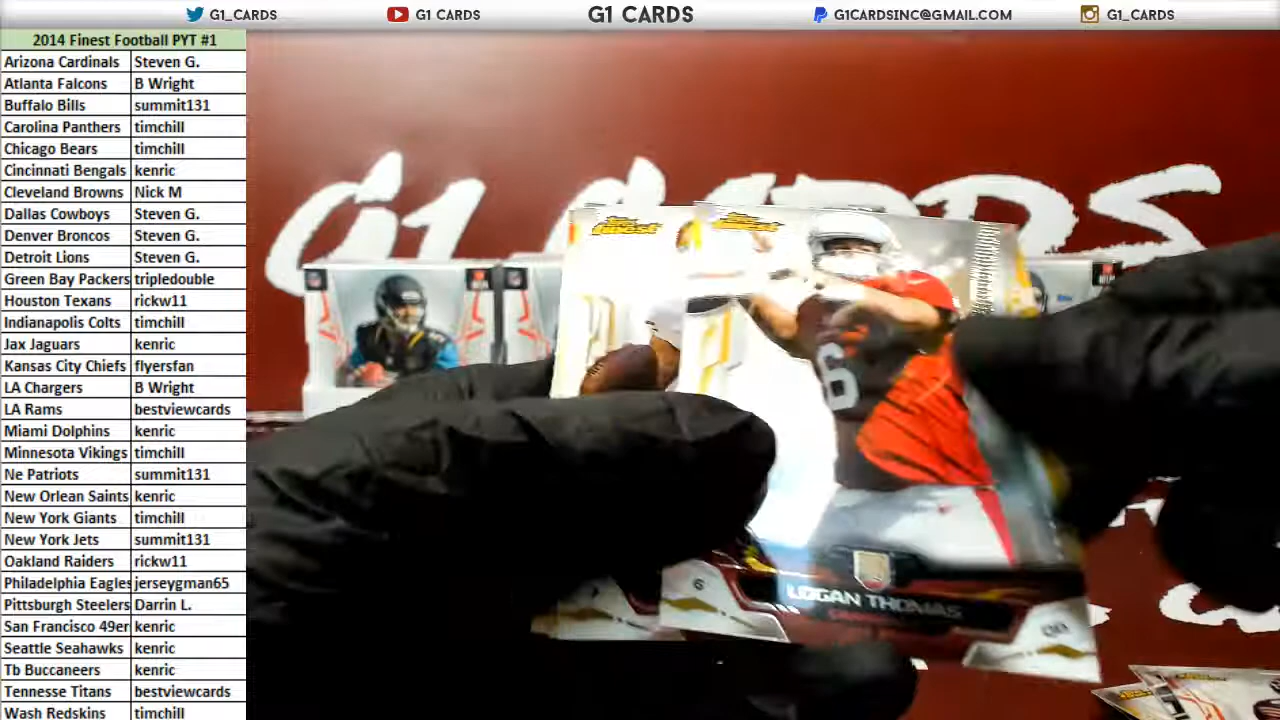 G1_CARDS G1 CARDS G1 CARDS G1CARDSINC@GMAIL.COM G1_CARDS
2014 Finest Football PYT #1
Arizona Cardinals Steven G.
Atlanta Falcons B Wright
Buffalo Bills summit131
Carolina Panthers timchill
Chicago Bears timchill
Cincinnati Bengals kenric
Cleveland Browns Nick M
Dallas Cowboys Steven G.
Denver Broncos Steven G.
Detroit Lions Steven G.
Green Bay Packers tripledouble
Houston Texans rickw11
Indianapolis Colts timchill
Jax Jaguars kenric
Kansas City Chiefs flyersfan
LA Chargers B Wright
LA Rams bestviewcards
Miami Dolphins kenric
Minnesota Vikings timchill
Ne Patriots summit131
New Orlean Saints kenric
New York Giants timchill
New York Jets summit131
Oakland Raiders rickw11
Philadelphia Eagles jerseygman65
Pittsburgh Steelers Darrin L.
San Francisco 49er kenric
Seattle Seahawks kenric
Tb Buccaneers kenric
Tennesse Titans bestviewcards
Wash Redskins timchill
G1 CARDS
Finest
Finest
6
6
LOGAN THOMAS